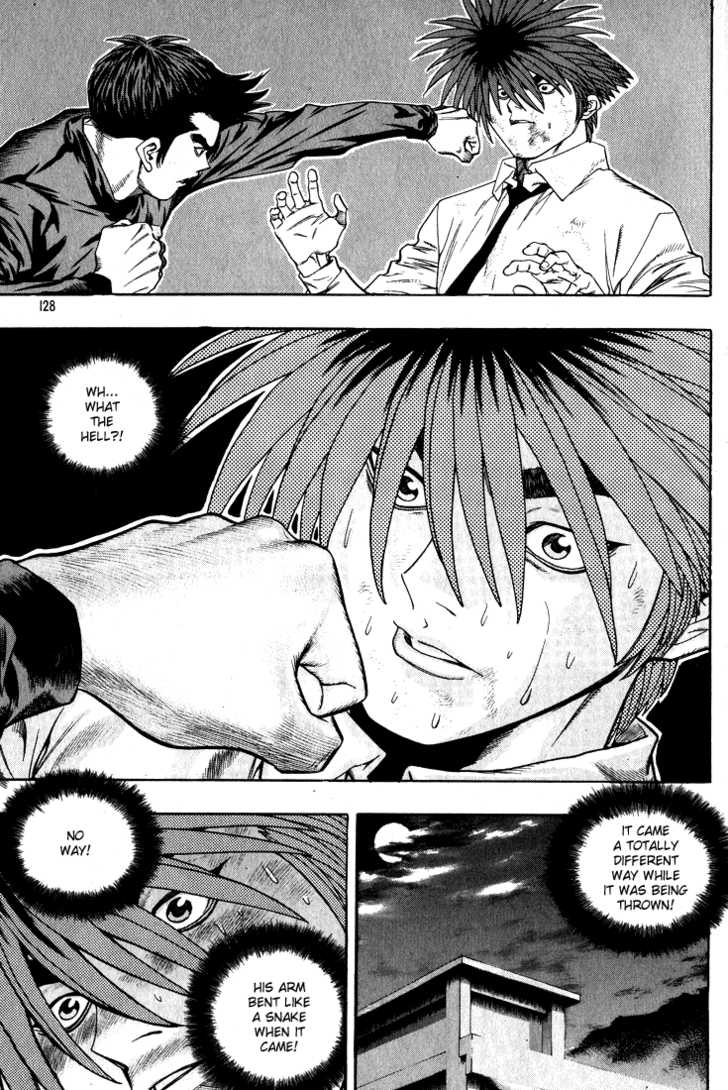 128
WH...
WHAT
THE
HELL?!
NO
WAY!
HIS ARM
BENT LIKE
A SNAKE
WHEN IT
CAME!
IT CAME
A TOTALLY
DIFFERENT
WAY WHILE
IT WAS BEING
THROWN!